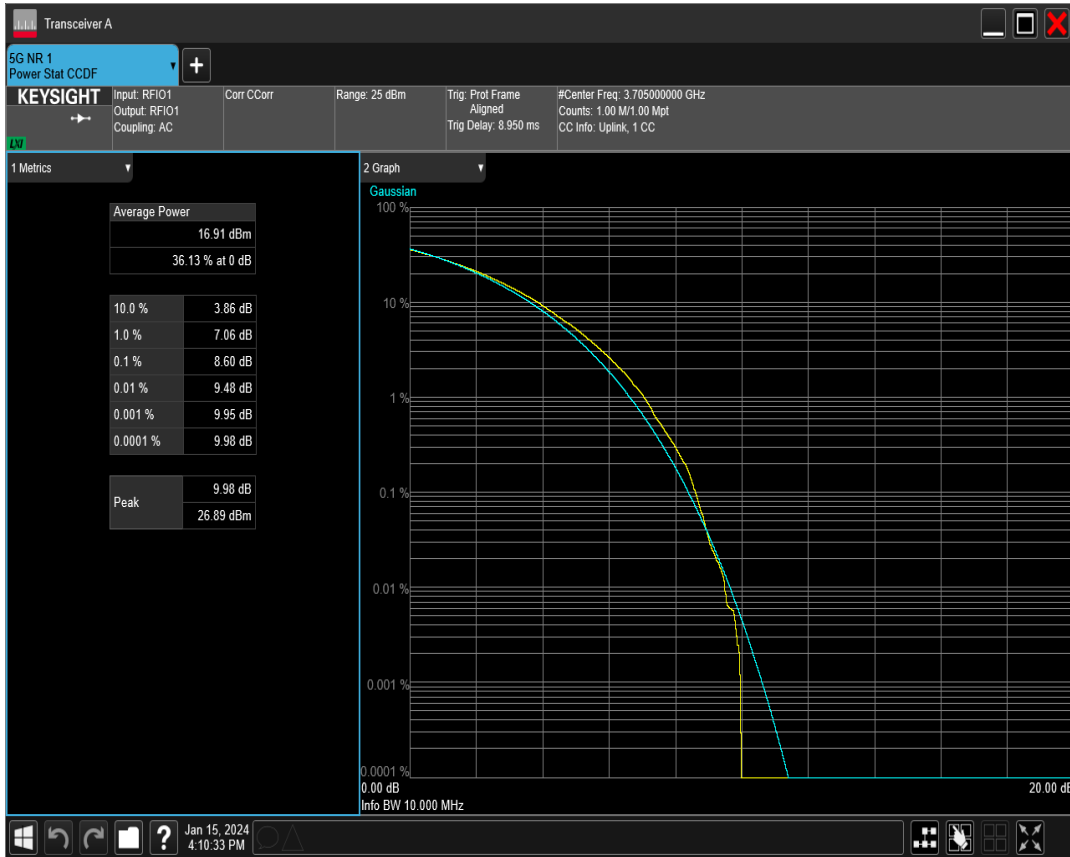 Transceiver A
5G NR 1
Power Stat CCDF
+
KEYSIGHT
LXI
Input: RFIO1
Output: RFIO1
Coupling: AC
Corr CCorr
Range: 25 dBm
Trig: Prot Frame
Aligned
Trig Delay: 8.950 ms
#Center Freq: 3.705000000 GHz
Counts: 1.00 M/1.00 Mpt
CC Info: Uplink, 1 CC
1 Metrics
Average Power
16.91 dBm
36.13 % at 0 dB
10.0 % 3.86 dB
1.0 % 7.06 dB
0.1 % 8.60 dB
0.01 % 9.48 dB
0.001 % 9.95 dB
0.0001 % 9.98 dB
Peak
9.98 dB
26.89 dBm
2 Graph
Gaussian
100 %
10 %
1 %
0.1 %
0.01 %
0.001 %
0.0001 %
0.00 dB 20.00 dB
Info BW 10.000 MHz
?
Jan 15, 2024
4:10:33 PM